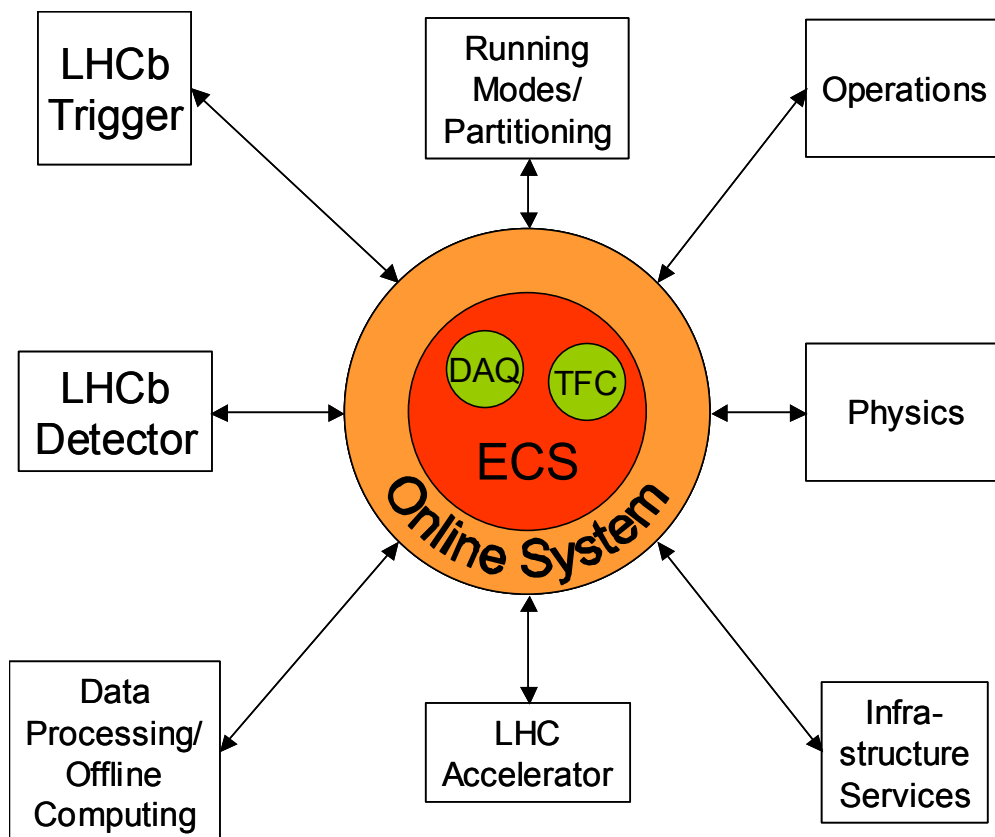 LHCb
Trigger
Running
Modes/
Partitioning
Operations
DAQ
TFC
ECS
Online System
LHCb
Detector
Physics
Data
Processing/
Offline
Computing
LHC
Accelerator
Infra-
structure
Services